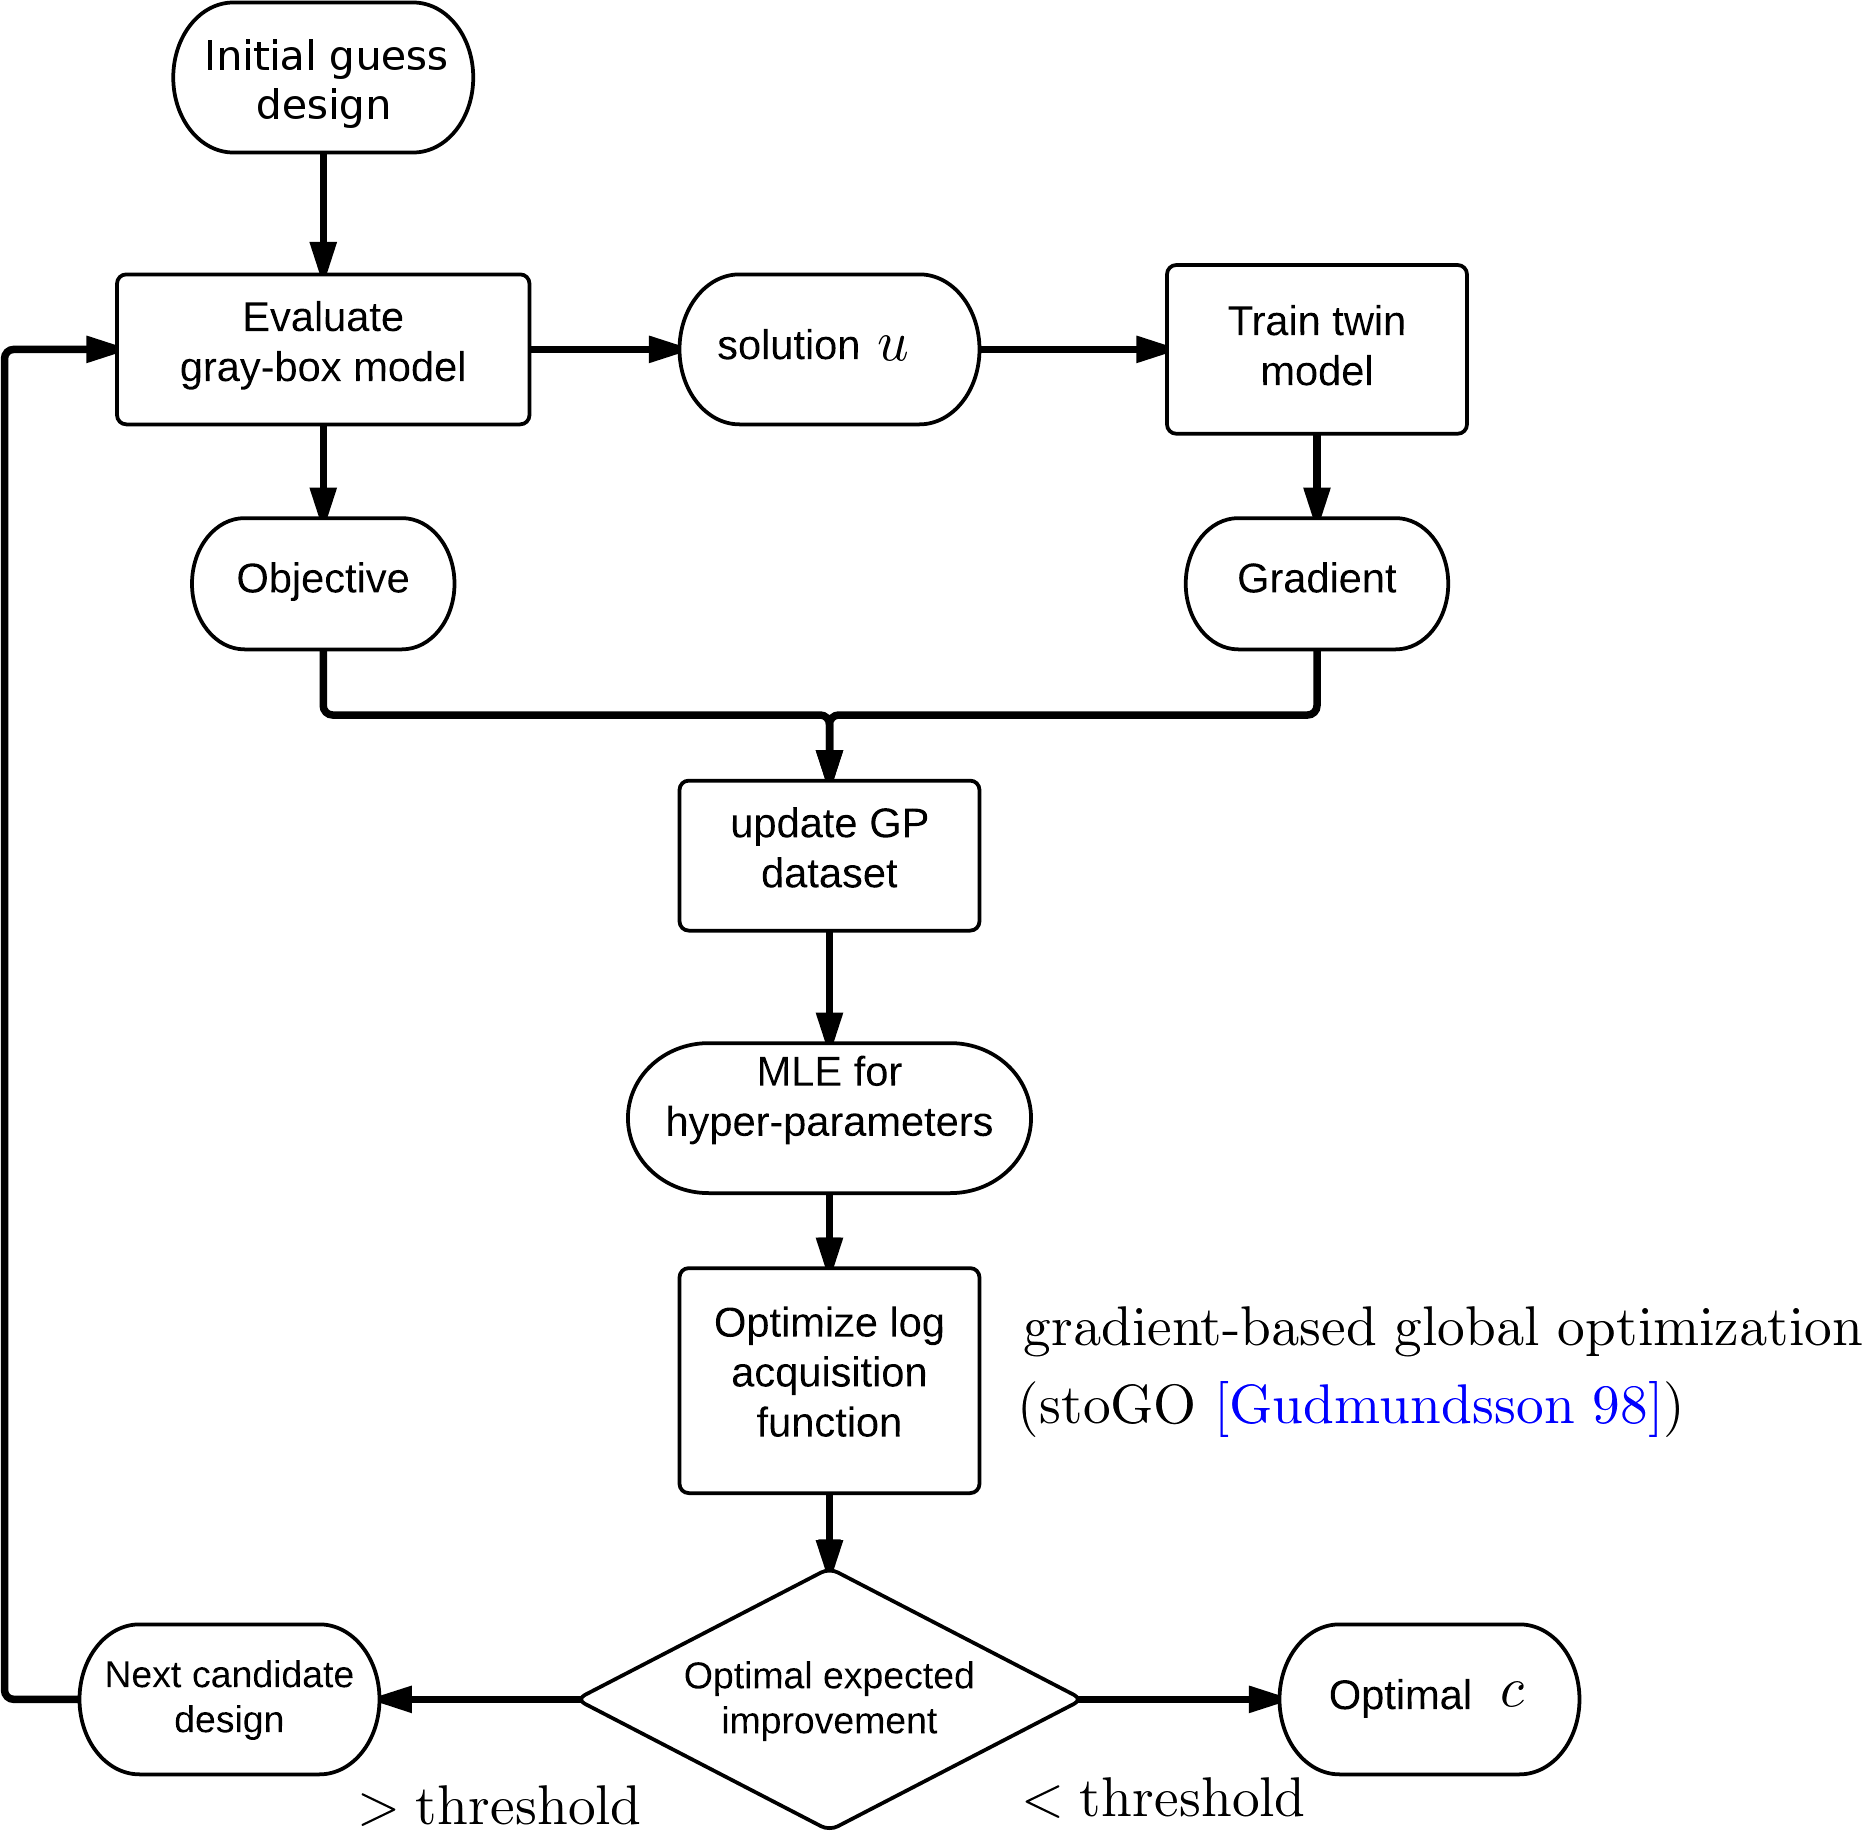 Initial guess
design
Evaluate
gray-box model
solution u
Train twin
model
Objective
Gradient
update GP
dataset
MLE for
hyper-parameters
Optimize log
acquisition
function
gradient-based global optimization
(stoGO [Gudmundsson 98])
Next candidate
design
Optimal expected
improvement
Optimal c
> threshold
< threshold